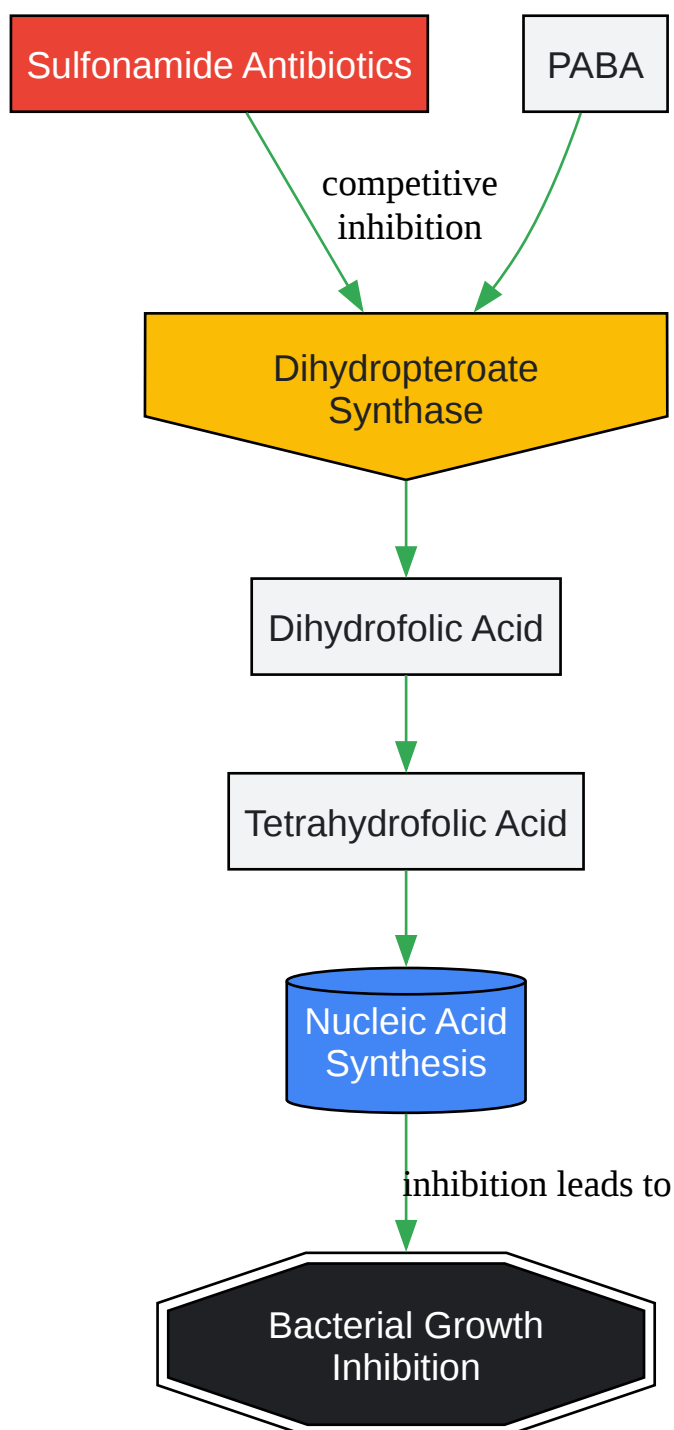 Sulfonamide Antibiotics
PABA
competitive
inhibition
Dihydropteroate
Synthase
Dihydrofolic Acid
Tetrahydrofolic Acid
Nucleic Acid
Synthesis
inhibition leads to
Bacterial Growth
Inhibition